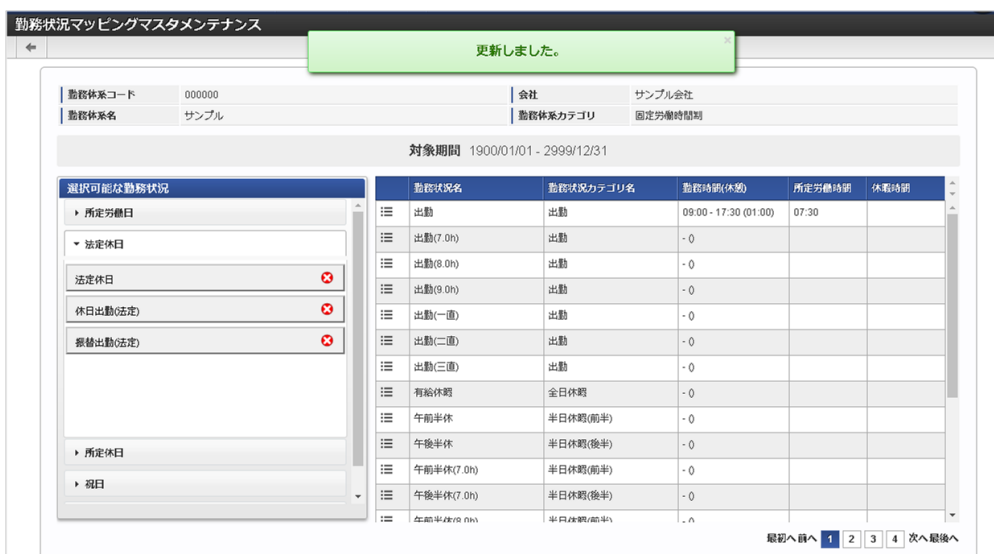 勤務状況マッピングマスタメンテナンス
更新しました。
×
勤務体系コード 000000 会社 サンプル会社
勤務体系名 サンプル 勤務体系カテゴリ 固定労働時間制
対象期間 1900/01/01 - 2999/12/31
選択可能な勤務状況
所定労働日
法定休日
法定休日
休日出勤(法定)
振替出勤(法定)
所定休日
祝日
勤務状況名 勤務状況カテゴリ名 勤務時間(休憩) 所定労働時間 休暇時間
出勤 出勤 09:00 - 17:30 (01:00) 07:30
出勤(7.0h) 出勤 - ()
出勤(8.0h) 出勤 - ()
出勤(9.0h) 出勤 - ()
出勤(一直) 出勤 - ()
出勤(二直) 出勤 - ()
出勤(三直) 出勤 - ()
有給休暇 全日休暇 - ()
午前半休 半日休暇(前半) - ()
午後半休 半日休暇(後半) - ()
午前半休(7.0h) 半日休暇(前半) - ()
午後半休(7.0h) 半日休暇(後半) - ()
午前半休(8.0h) 半日休暇(前半) - ()
最初へ 前へ 1 2 3 4 次へ 最後へ